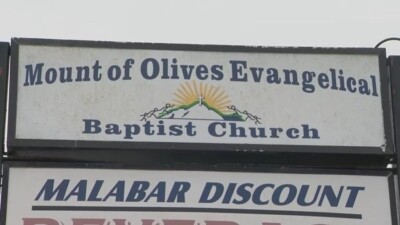 Mount of Olives Evangelical
Baptist Church
MALABAR DISCOUNT